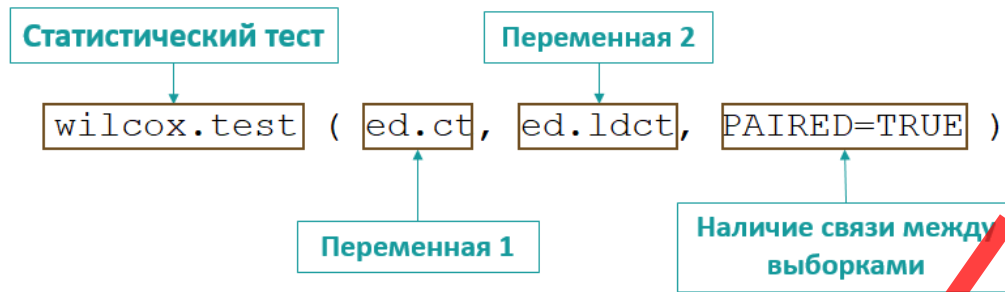 Статистический тест
Переменная 2
wilcox.test ( ed.ct, ed.ldct, PAIRED=TRUE )
Переменная 1
Наличие связи между
выборками